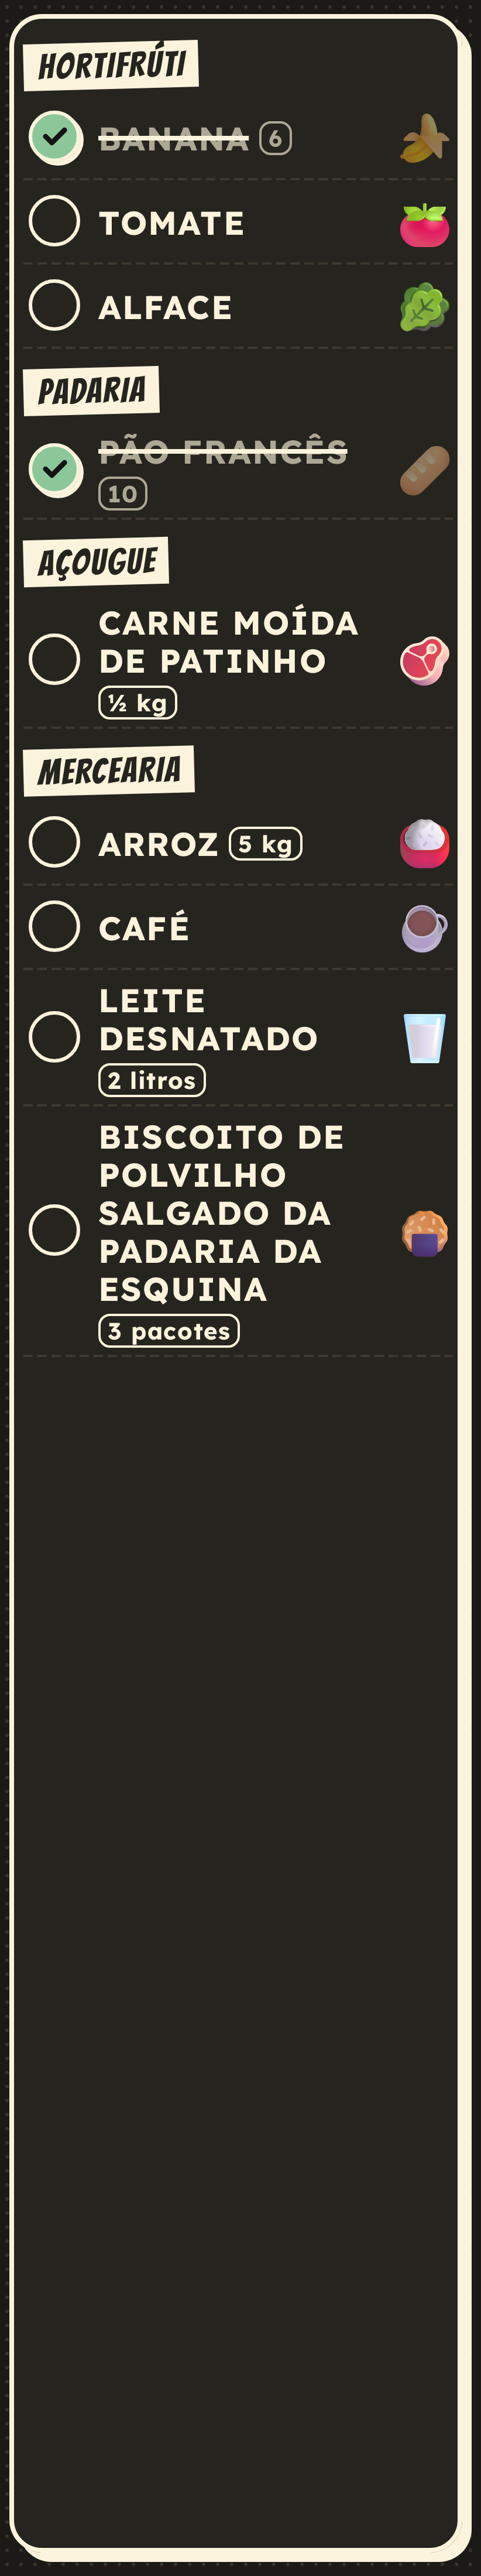 HORTIFRÚTI
BANANA 6
TOMATE
ALFACE
PADARIA
PÃO FRANCÊS
10
AÇOUGUE
CARNE MOÍDA
DE PATINHO
½ kg
MERCEARIA
ARROZ 5 kg
CAFÉ
LEITE
DESNATADO
2 litros
BISCOITO DE
POLVILHO
SALGADO DA
PADARIA DA
ESQUINA
3 pacotes